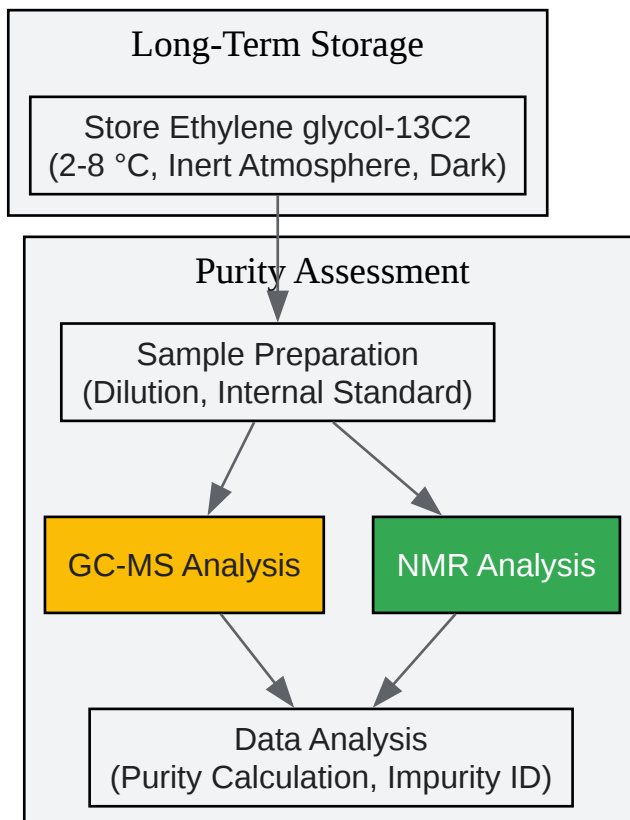 Long-Term Storage
Store Ethylene glycol-13C2
(2-8 °C, Inert Atmosphere, Dark)
Purity Assessment
Sample Preparation
(Dilution, Internal Standard)
GC-MS Analysis
NMR Analysis
Data Analysis
(Purity Calculation, Impurity ID)